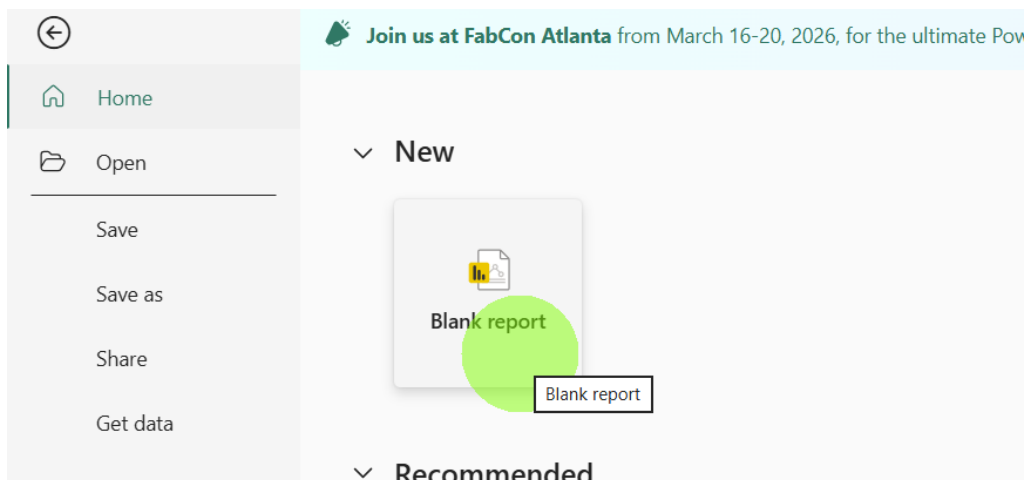 Join us at FabCon Atlanta from March 16-20, 2026, for the ultimate
Home
Open
Save
Save as
Share
Get data
New
Blank report
Blank report
Recommended